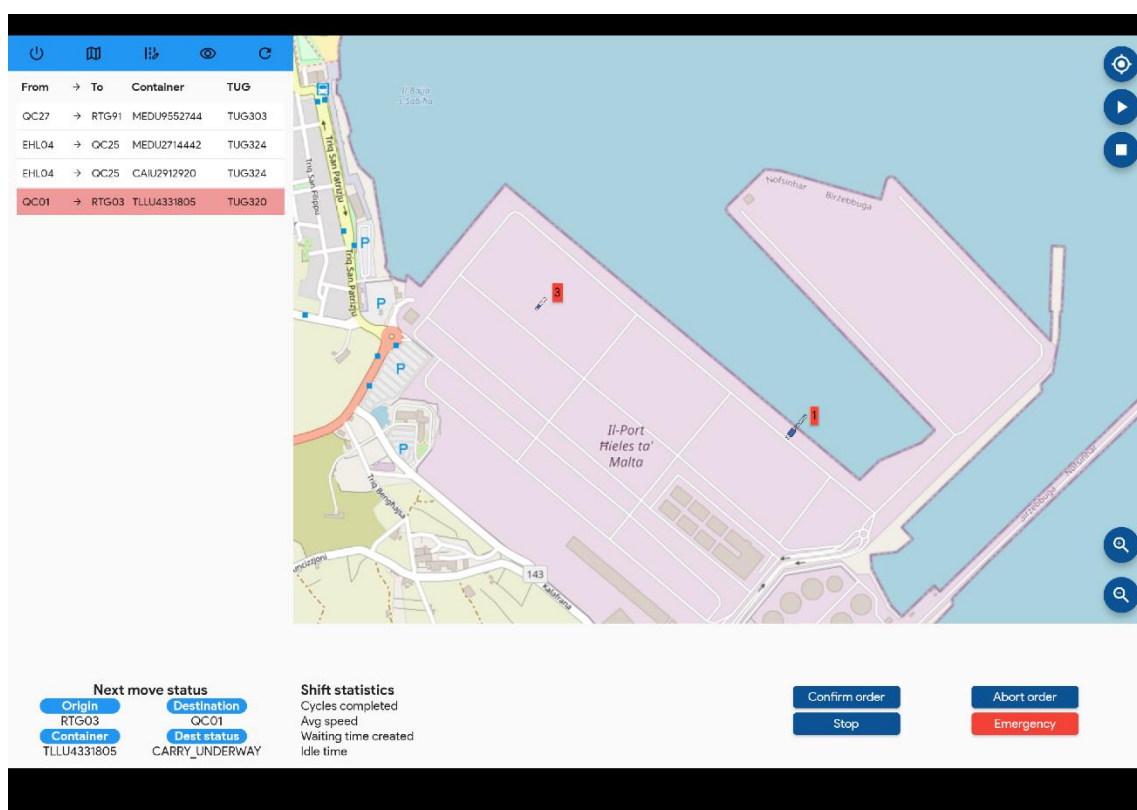 From → To Container TUG
QC27 → RTG91 MEDU9552744 TUG303
EHL04 → QC25 MEDU2714442 TUG324
EHL04 → QC25 CAIU2912920 TUG324
QC01 → RTG03 TLLU4331805 TUG320
Il-Bajja
s-Sabiħa
Triq San Patrizju
Triq San Filippu
Triq San Patrizju
P
P
P
P
Nofsinhar
Birżebbuġa
3
1
Il-Port
Ħieles ta'
Malta
Triq Benghajsa
143
Kalafrana
Nofsinhar
Birżebbuġa
Next move status
Origin Destination
RTG03 QC01
Container Dest status
TLLU4331805 CARRY_UNDERWAY
Shift statistics
Cycles completed
Avg speed
Waiting time created
Idle time
Confirm order Abort order
Stop Emergency